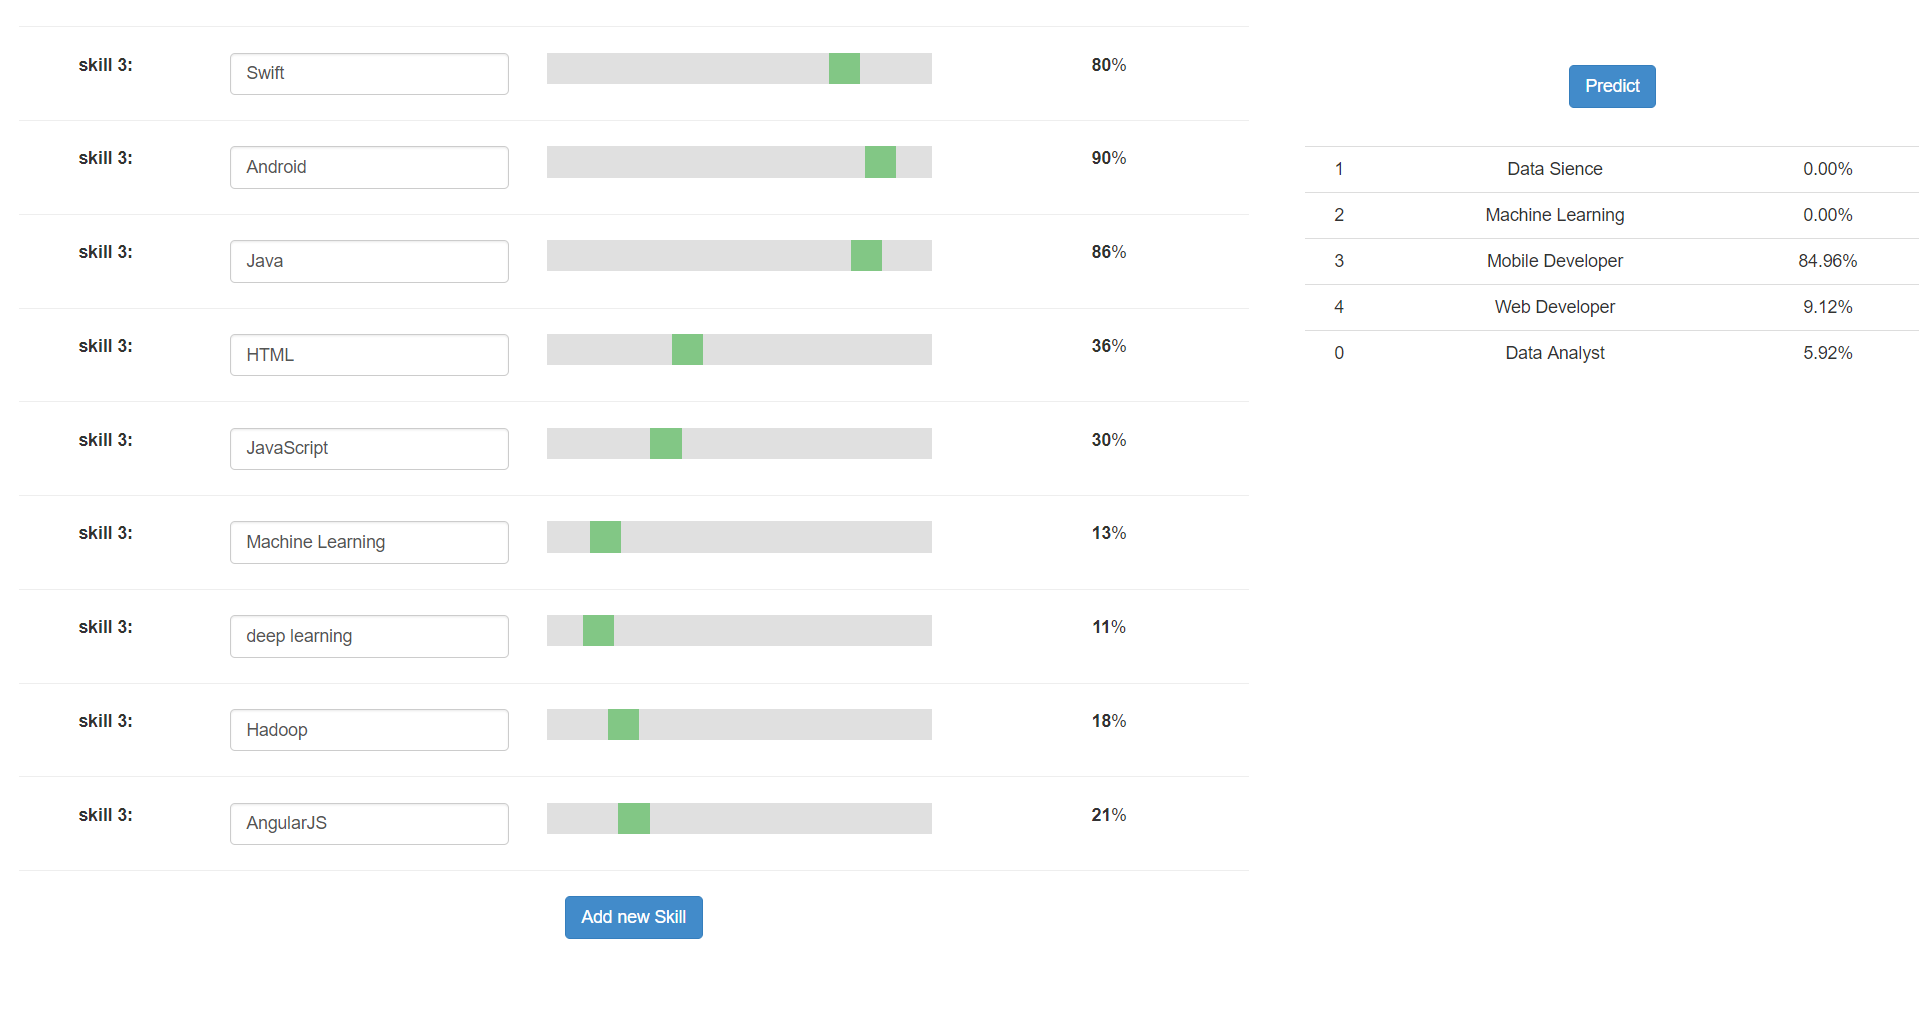 skill 3: Swift 80%
skill 3: Android 90%
skill 3: Java 86%
skill 3: HTML 36%
skill 3: JavaScript 30%
skill 3: Machine Learning 13%
skill 3: deep learning 11%
skill 3: Hadoop 18%
skill 3: AngularJS 21%
Add new Skill
Predict
1 Data Sience 0.00%
2 Machine Learning 0.00%
3 Mobile Developer 84.96%
4 Web Developer 9.12%
0 Data Analyst 5.92%